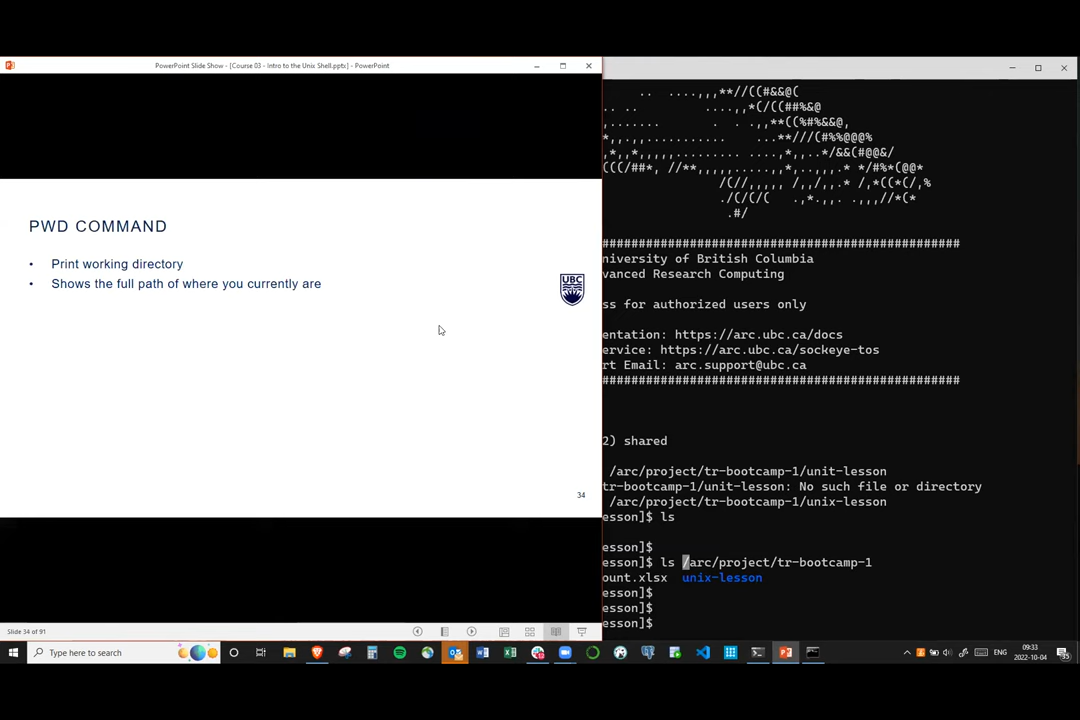 PowerPoint Slide Show - [Course 03 - Intro to the Unix Shell.pptx] - PowerPoint
PWD COMMAND
• Print working directory
• Shows the full path of where you currently are
UBC
34
Slide 34 of 91
.. ....,,,**//((#&&@(
.. .. ....,,*(/((##%&@
,....... . . .,,**((%#%&&@,
*,,**,,........... ...**///(#%%@@@%
,*,,*,,,,,......... ....,*,,..*/&&(#@@&/
(((/##*, //**,,,,,.....,,*,..,,,.* */#%*(@@*
/(//,,,,, /,,/,,.* /,*((*(/,%
./(/(/( .,*.,,. .,,,//*(*
.#/
###############################################
niversity of British Columbia
vanced Research Computing
ss for authorized users only
entation: https://arc.ubc.ca/docs
ervice: https://arc.ubc.ca/sockeye-tos
rt Email: arc.support@ubc.ca
###############################################
2) shared
/arc/project/tr-bootcamp-1/unit-lesson
tr-bootcamp-1/unit-lesson: No such file or directory
/arc/project/tr-bootcamp-1/unix-lesson
esson]$ ls
esson]$
esson]$ ls /arc/project/tr-bootcamp-1
ount.xlsx unix-lesson
esson]$
esson]$
esson]$
Type here to search
ENG
09:33
2022-10-04